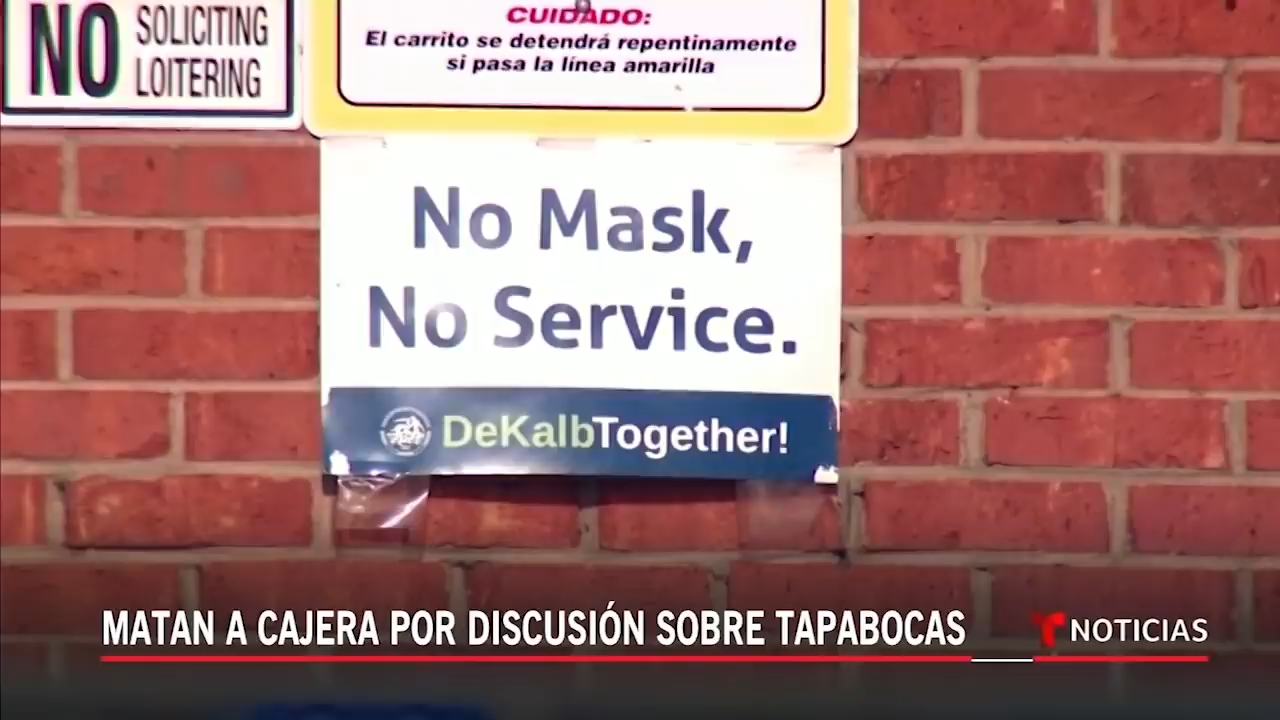 NO SOLICITING
LOITERING
CUIDADO:
El carrito se detendrá repentinamente
si pasa la línea amarilla
No Mask,
No Service.
DeKalbTogether!
MATAN A CAJERA POR DISCUSIÓN SOBRE TAPABOCAS
NOTICIAS